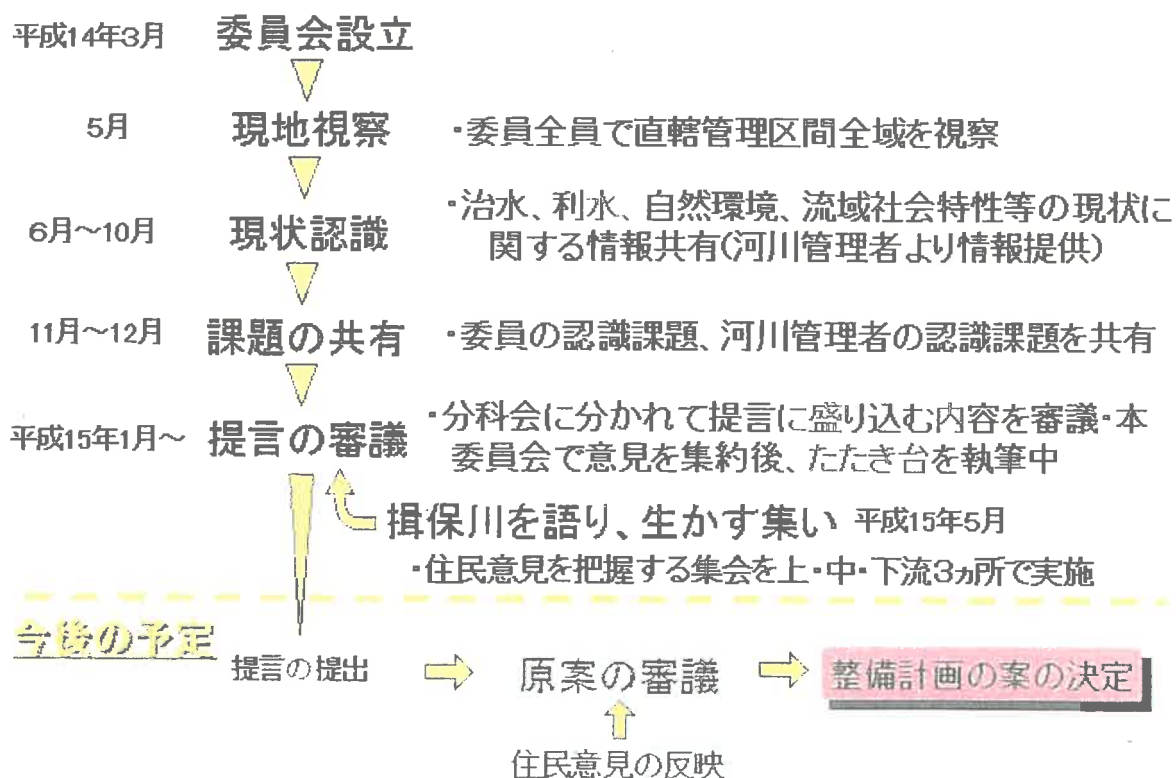 平成14年3月 委員会設立
5月 現地視察 ・委員全員で直轄管理区間全域を視察
6月～10月 現状認識 ・治水、利水、自然環境、流域社会特性等の現状に
関する情報共有(河川管理者より情報提供)
11月～12月 課題の共有 ・委員の認識課題、河川管理者の認識課題を共有
平成15年1月～ 提言の審議 ・分科会に分かれて提言に盛り込む内容を審議・本
委員会で意見を集約後、たたき台を執筆中
揖保川を語り、生かす集い 平成15年5月
・住民意見を把握する集会を上・中・下流3ヵ所で実施
今後の予定
提言の提出 原案の審議 整備計画の案の決定
住民意見の反映